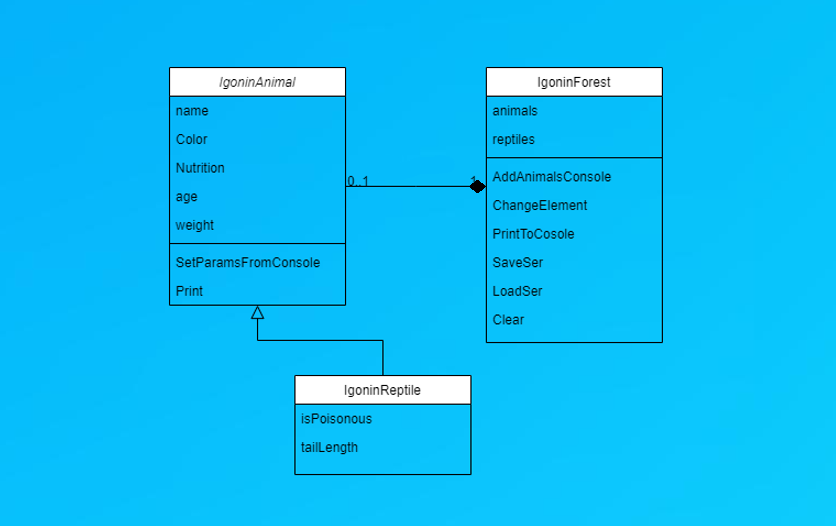 IgoninAnimal
name
Color
Nutrition
age
weight
SetParamsFromConsole
Print
0..1
1
IgoninForest
animals
reptiles
AddAnimalsConsole
ChangeElement
PrintToCosole
SaveSer
LoadSer
Clear
IgoninReptile
isPoisonous
tailLength